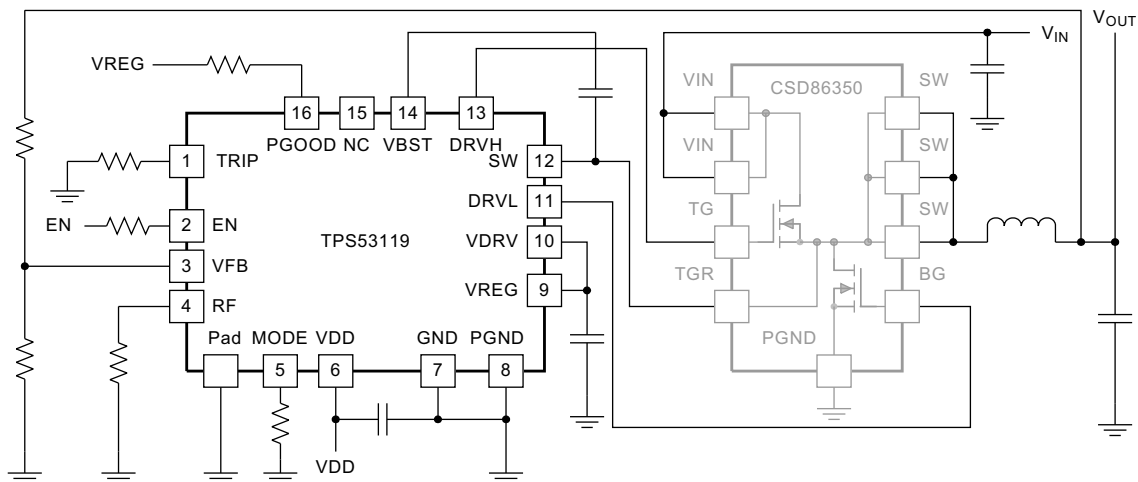 VOUT
VIN
VREG
VIN
CSD86350
SW
16
15
14
13
PGOOD
NC
VBST
DRVH
1
TRIP
SW
12
VIN
SW
DRVL
11
TG
SW
EN
2
EN
TPS53119
VDRV
10
3
VFB
TGR
BG
VREG
9
4
RF
Pad
MODE
VDD
GND
PGND
PGND
5
6
7
8
VDD